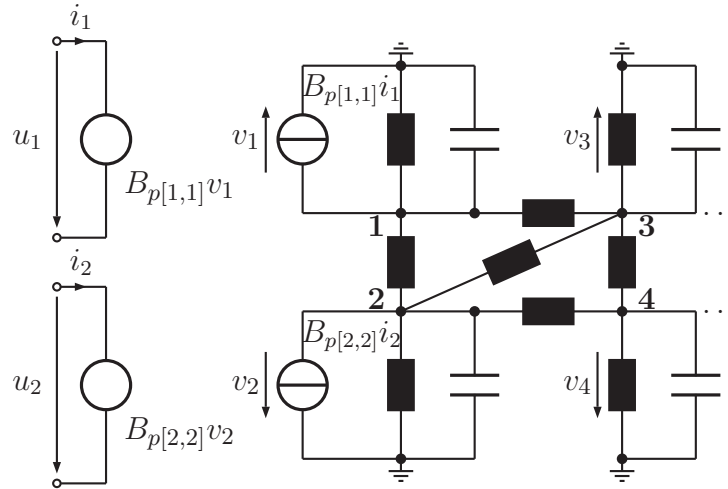 i₁
u₁
B_{p[1,1]}v₁
v₁
B_{p[1,1]}i₁
v₃
1
3
. .
i₂
2
4
. .
u₂
B_{p[2,2]}v₂
v₂
B_{p[2,2]}i₂
v₄